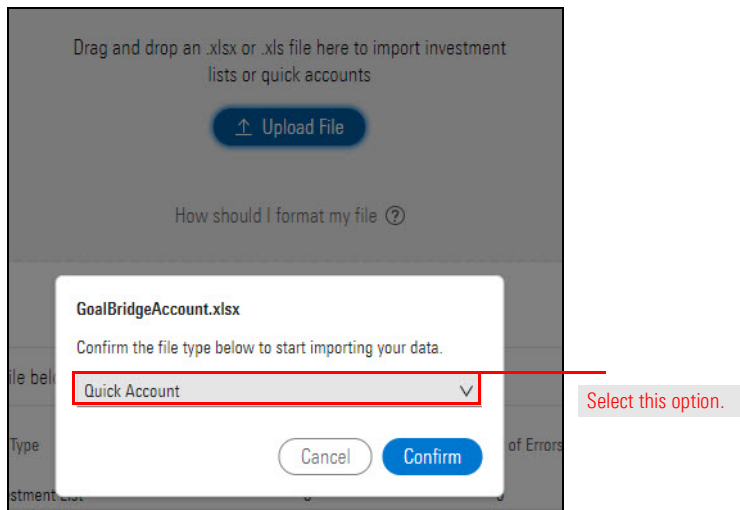 Drag and drop an .xlsx or .xls file here to import investment
lists or quick accounts
Upload File
How should I format my file
GoalBridgeAccount.xlsx
Confirm the file type below to start importing your data.
Quick Account
Select this option.
Type
Cancel
Confirm
of Errors